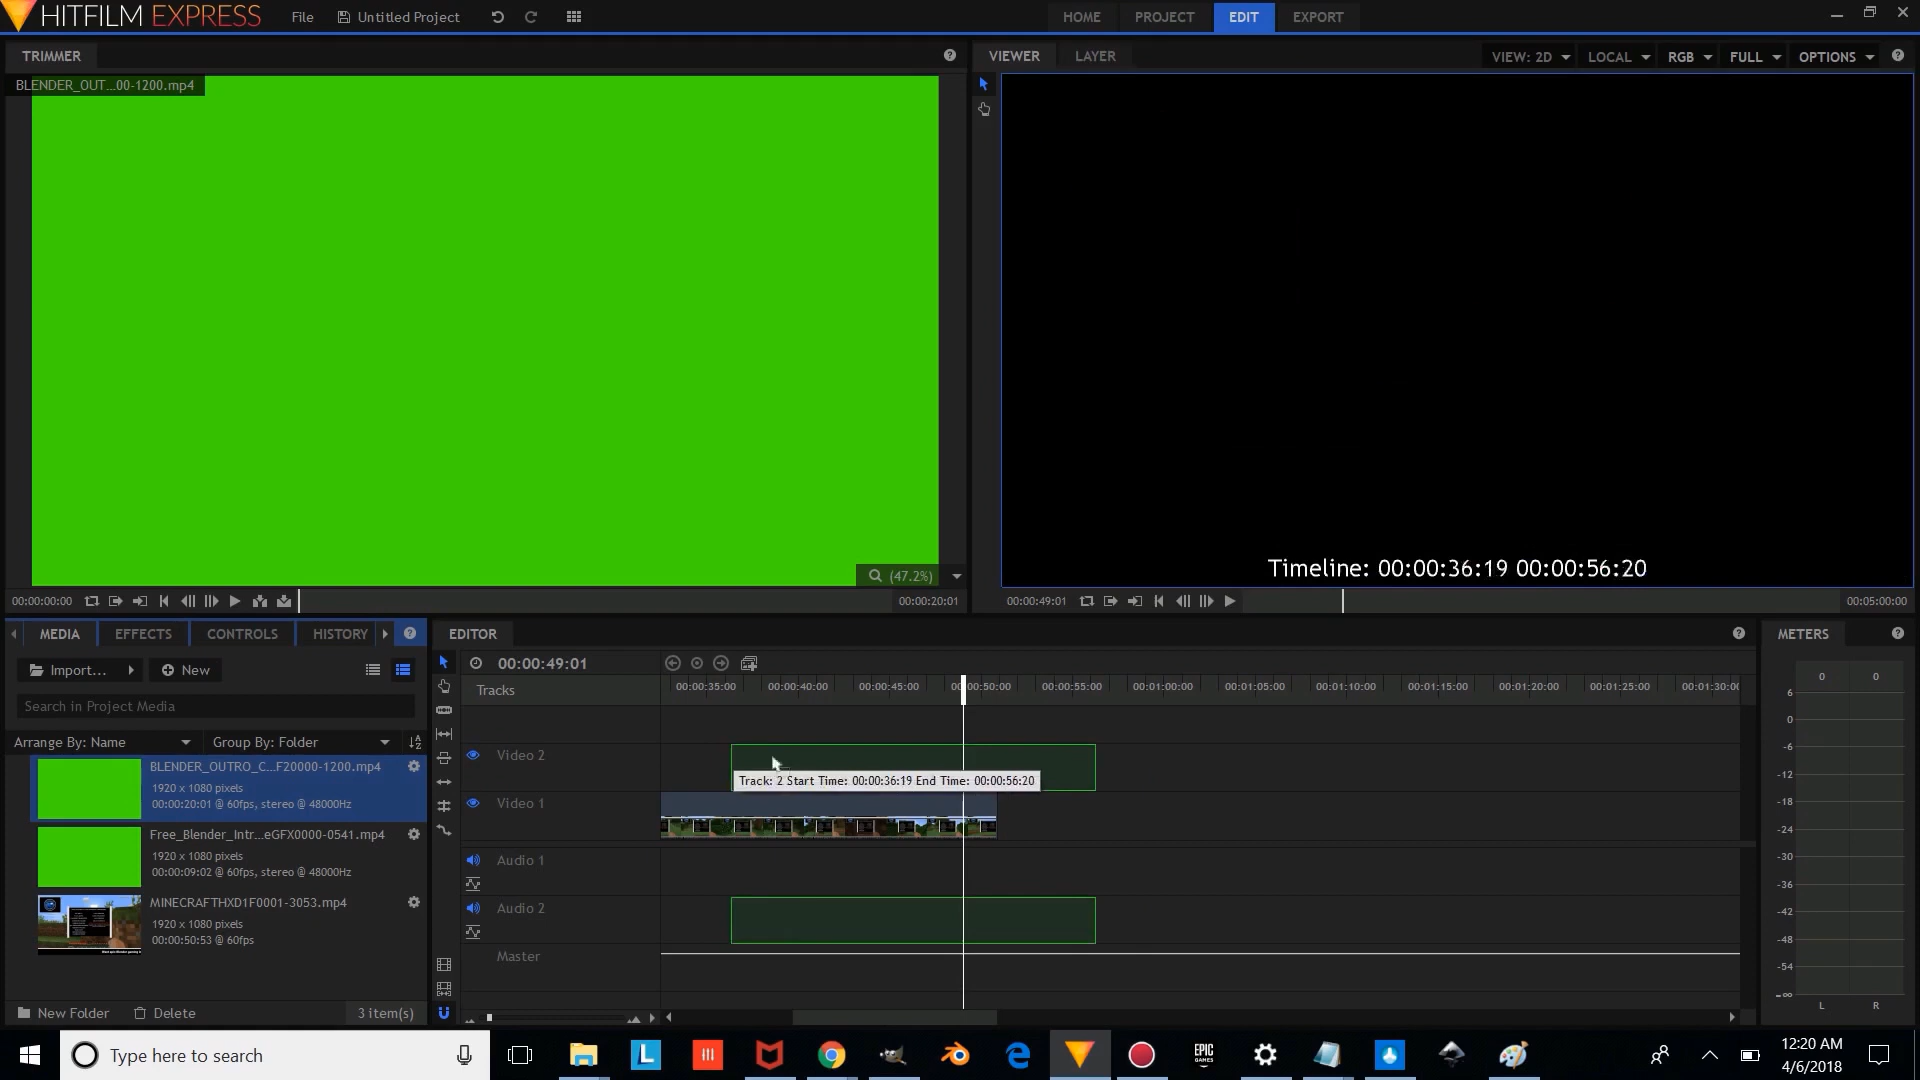 HITFILM EXPRESS
File
Untitled Project
HOME
PROJECT
EDIT
EXPORT
TRIMMER
VIEWER
LAYER
VIEW: 2D
LOCAL
RGB
FULL
OPTIONS
BLENDER_OUT...00-1200.mp4
(47.2%)
Timeline: 00:00:36:19 00:00:56:20
00:00:00:00
00:00:20:01
00:00:49:01
00:05:00:00
MEDIA
EFFECTS
CONTROLS
HISTORY
EDITOR
METERS
Import...
New
Search in Project Media
Arrange By: Name
Group By: Folder
BLENDER_OUTRO_C...F20000-1200.mp4
1920 x 1080 pixels
00:00:20:01 @ 60fps, stereo @ 48000Hz
Free_Blender_Intr...eGFX0000-0541.mp4
1920 x 1080 pixels
00:00:09:02 @ 60fps, stereo @ 48000Hz
MINECRAFTHXD1F0001-3053.mp4
1920 x 1080 pixels
00:00:50:53 @ 60fps
New Folder
Delete
3 item(s)
00:00:49:01
Tracks
00:00:35:00
00:00:40:00
00:00:45:00
00:00:50:00
00:00:55:00
00:01:00:00
00:01:05:00
00:01:10:00
00:01:15:00
00:01:20:00
00:01:25:00
00:01:30:00
Video 2
Track: 2 Start Time: 00:00:36:19 End Time: 00:00:56:20
Video 1
Audio 1
Audio 2
Master
0 0
6
0
-6
-12
-18
-24
-30
-36
-42
-48
-54
-∞
L R
Type here to search
EPIC
GAMES
12:20 AM
4/6/2018